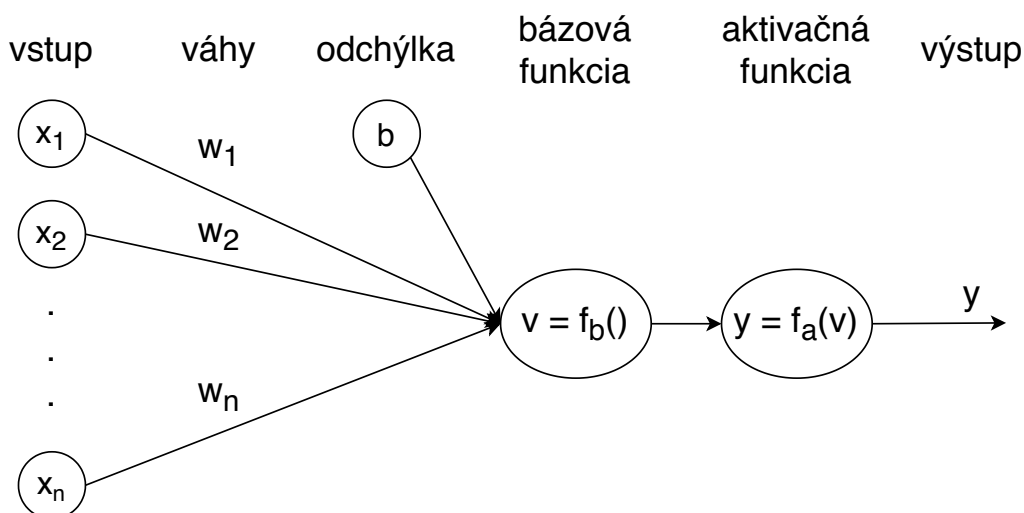 vstup
váhy
odchýlka
bázová
funkcia
aktivačná
funkcia
výstup
x1
w1
b
x2
w2
.
v = fb()
y = fa(v)
y
.
.
wn
xn